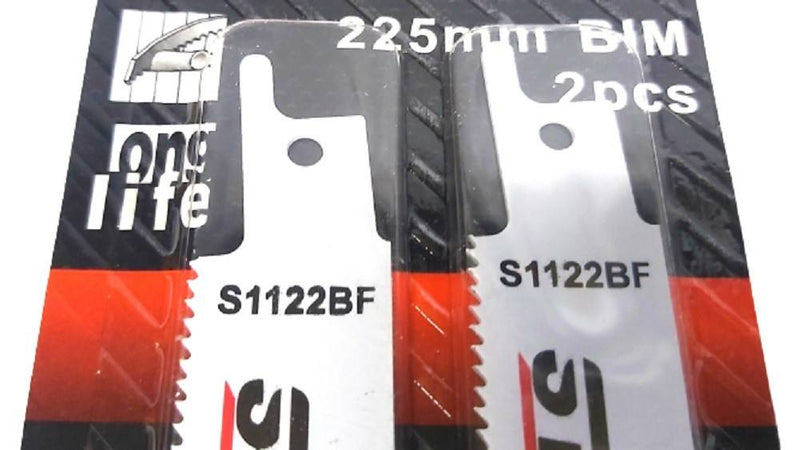 225mm BIM
2pcs
long
life
S1122BF
S1122BF